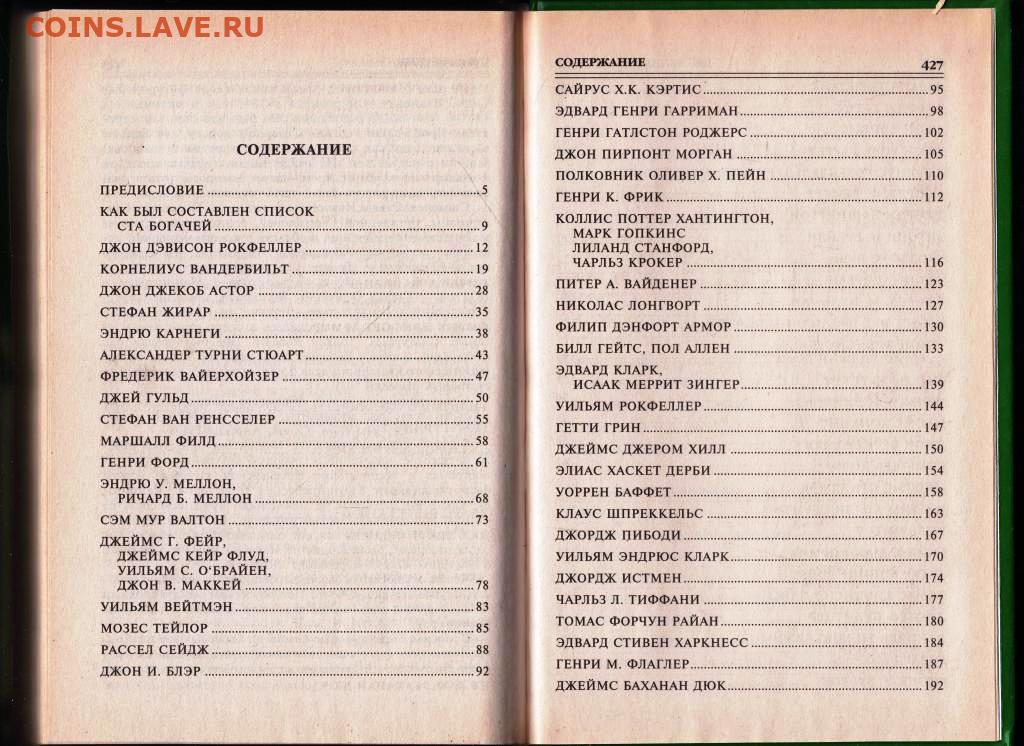 COINS.LAVE.RU
СОДЕРЖАНИЕ
ПРЕДИСЛОВИЕ ........ 5
КАК БЫЛ СОСТАВЛЕН СПИСОК
СТА БОГАЧЕЙ ........ 9
ДЖОН ДЭВИСОН РОКФЕЛЛЕР ........ 12
КОРНЕЛИУС ВАНДЕРБИЛЬТ ........ 19
ДЖОН ДЖЕКОБ АСТОР ........ 28
СТЕФАН ЖИРАР ........ 35
ЭНДРЮ КАРНЕГИ ........ 38
АЛЕКСАНДЕР ТУРНИ СТЮАРТ ........ 43
ФРЕДЕРИК ВАЙЕРХОЙЗЕР ........ 47
ДЖЕЙ ГУЛЬД ........ 50
СТЕФАН ВАН РЕНССЕЛЕР ........ 55
МАРШАЛЛ ФИЛД ........ 58
ГЕНРИ ФОРД ........ 61
ЭНДРЮ У. МЕЛЛОН,
РИЧАРД Б. МЕЛЛОН ........ 68
СЭМ МУР ВАЛТОН ........ 73
ДЖЕЙМС Г. ФЕЙР,
ДЖЕЙМС КЕЙР ФЛУД,
УИЛЬЯМ С. О'БРАЙЕН,
ДЖОН В. МАККЕЙ ........ 78
УИЛЬЯМ ВЕЙТМЭН ........ 83
МОЗЕС ТЕЙЛОР ........ 85
РАССЕЛ СЕЙДЖ ........ 88
ДЖОН И. БЛЭР ........ 92
СОДЕРЖАНИЕ 427
САЙРУС Х.К. КЭРТИС ........ 95
ЭДВАРД ГЕНРИ ГАРРИМАН ........ 98
ГЕНРИ ГАТЛСТОН РОДЖЕРС ........ 102
ДЖОН ПИРПОНТ МОРГАН ........ 105
ПОЛКОВНИК ОЛИВЕР Х. ПЕЙН ........ 110
ГЕНРИ К. ФРИК ........ 112
КОЛЛИС ПОТТЕР ХАНТИНГТОН,
МАРК ГОПКИНС
ЛИЛАНД СТАНФОРД,
ЧАРЛЬЗ КРОКЕР ........ 116
ПИТЕР А. ВАЙДЕНЕР ........ 123
НИКОЛАС ЛОНГВОРТ ........ 127
ФИЛИП ДЭНФОРТ АРМОР ........ 130
БИЛЛ ГЕЙТС, ПОЛ АЛЛЕН ........ 133
ЭДВАРД КЛАРК,
ИСААК МЕРРИТ ЗИНГЕР ........ 139
УИЛЬЯМ РОКФЕЛЛЕР ........ 144
ГЕТТИ ГРИН ........ 147
ДЖЕЙМС ДЖЕРОМ ХИЛЛ ........ 150
ЭЛИАС ХАСКЕТ ДЕРБИ ........ 154
УОРРЕН БАФФЕТ ........ 158
КЛАУС ШПРЕККЕЛЬС ........ 163
ДЖОРДЖ ПИБОДИ ........ 167
УИЛЬЯМ ЭНДРЮС КЛАРК ........ 170
ДЖОРДЖ ИСТМЕН ........ 174
ЧАРЛЬЗ Л. ТИФФАНИ ........ 177
ТОМАС ФОРЧУН РАЙАН ........ 180
ЭДВАРД СТИВЕН ХАРКНЕСС ........ 184
ГЕНРИ М. ФЛАГЛЕР ........ 187
ДЖЕЙМС БАХАНАН ДЮК ........ 192